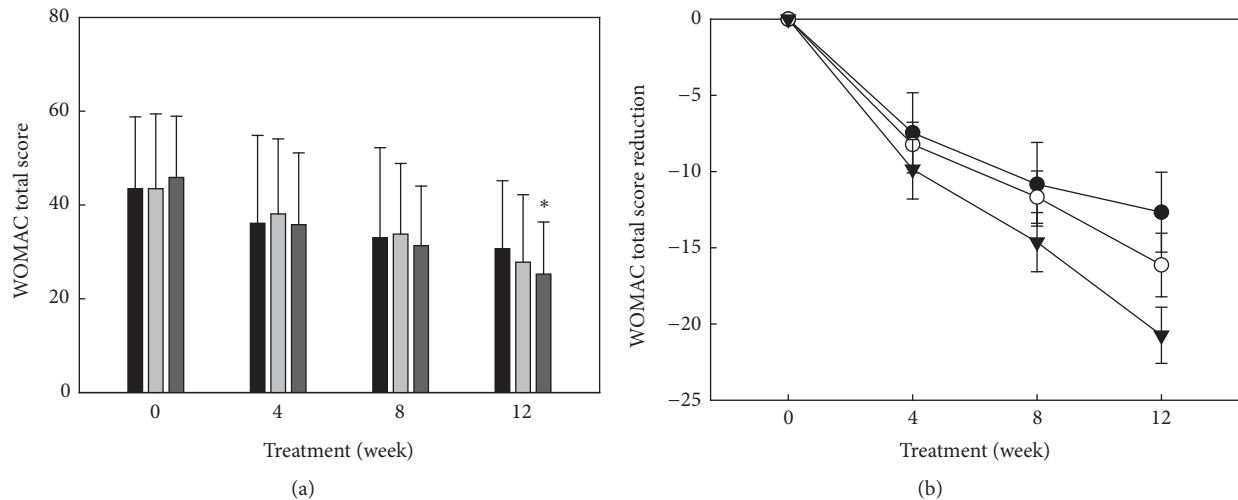 80
60
40
20
0
WOMAC total score
*
0 4 8 12
Treatment (week)
(a)
0
−5
−10
−15
−20
−25
WOMAC total score reduction
0 4 8 12
Treatment (week)
(b)